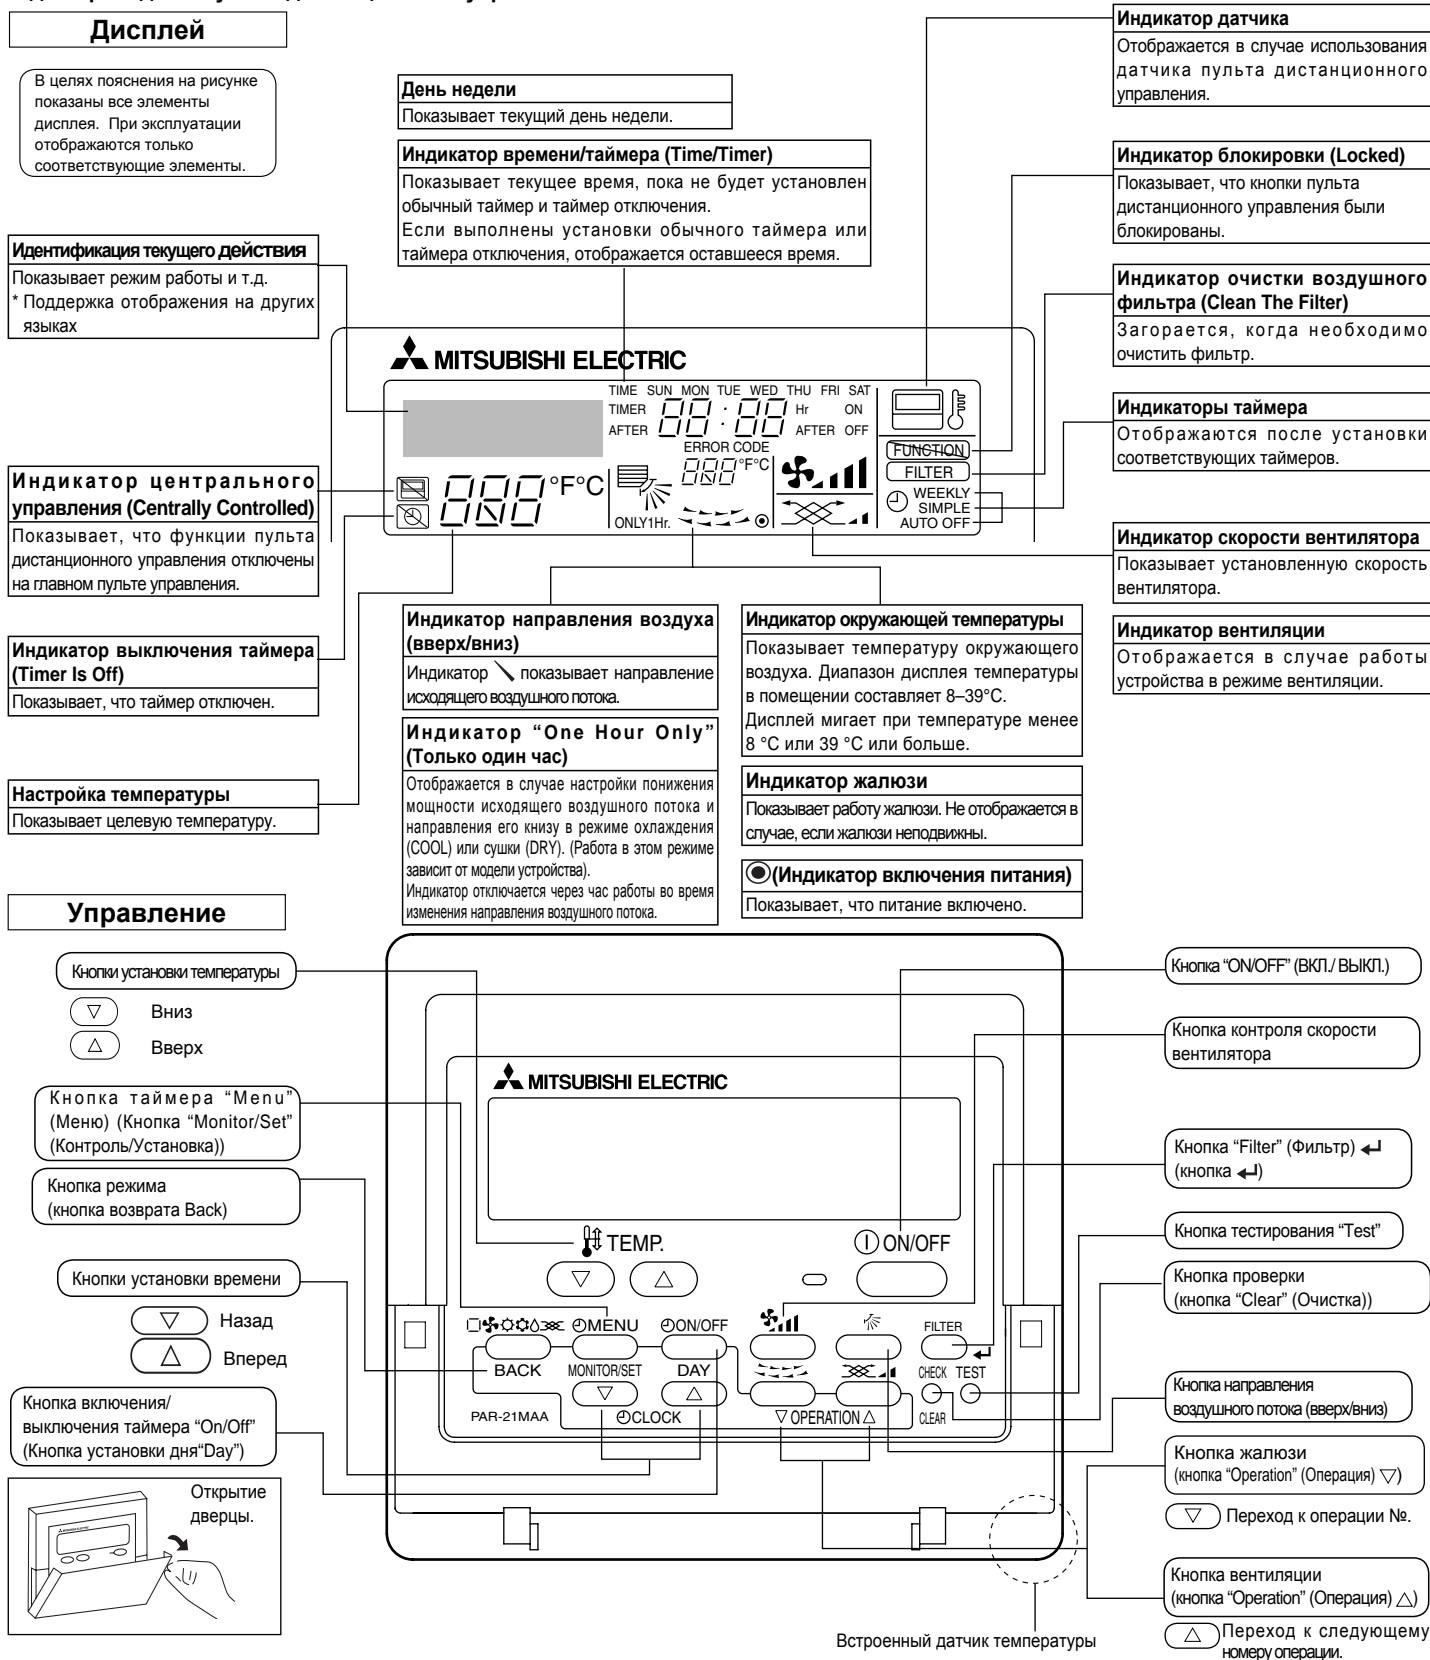 Дисплей
В целях пояснения на рисунке
показаны все элементы
дисплея. При эксплуатации
отображаются только
соответствующие элементы.
День недели
Показывает текущий день недели.
Индикатор времени/таймера (Time/Timer)
Показывает текущее время, пока не будет установлен
обычный таймер и таймер отключения.
Если выполнены установки обычного таймера или
таймера отключения, отображается оставшееся время.
Индикатор датчика
Отображается в случае использования
датчика пульта дистанционного
управления.
Индикатор блокировки (Locked)
Показывает, что кнопки пульта
дистанционного управления были
блокированы.
Индикатор очистки воздушного
фильтра (Clean The Filter)
Загорается, когда необходимо
очистить фильтр.
Индикаторы таймера
Отображаются после установки
соответствующих таймеров.
Индикатор скорости вентилятора
Показывает установленную скорость
вентилятора.
Индикатор вентиляции
Отображается в случае работы
устройства в режиме вентиляции.
Идентификация текущего действия
Показывает режим работы и т.д.
* Поддержка отображения на других
языках
Индикатор центрального
управления (Centrally Controlled)
Показывает, что функции пульта
дистанционного управления отключены
на главном пульте управления.
Индикатор выключения таймера
(Timer Is Off)
Показывает, что таймер отключен.
Настройка температуры
Показывает целевую температуру.
MITSUBISHI ELECTRIC
TIME SUN MON TUE WED THU FRI SAT
TIMER 88:88 Hr ON
AFTER AFTER OFF
ERROR CODE
888 °F°C
888 °F°C
ONLY1Hr.
FUNCTION
FILTER
WEEKLY
SIMPLE
AUTO OFF
Индикатор направления воздуха
(вверх/вниз)
Индикатор показывает направление
исходящего воздушного потока.
Индикатор “One Hour Only”
(Только один час)
Отображается в случае настройки понижения
мощности исходящего воздушного потока и
направления его книзу в режиме охлаждения
(COOL) или сушки (DRY). (Работа в этом режиме
зависит от модели устройства).
Индикатор отключается через час работы во время
изменения направления воздушного потока.
Индикатор окружающей температуры
Показывает температуру окружающего
воздуха. Диапазон дисплея температуры
в помещении составляет 8–39°C.
Дисплей мигает при температуре менее
8 °C или 39 °C или больше.
Индикатор жалюзи
Показывает работу жалюзи. Не отображается в
случае, если жалюзи неподвижны.
(Индикатор включения питания)
Показывает, что питание включено.
Управление
Кнопки установки температуры
▽ Вниз
△ Вверх
Кнопка таймера “Menu”
(Меню) (Кнопка “Monitor/Set”
(Контроль/Установка))
Кнопка режима
(кнопка возврата Back)
Кнопки установки времени
▽ Назад
△ Вперед
Кнопка включения/
выключения таймера “On/Off”
(Кнопка установки дня“Day”)
Открытие
дверцы.
MITSUBISHI ELECTRIC
TEMP.
ON/OFF
▽ △
MENU
ON/OFF
FILTER
BACK
MONITOR/SET
DAY
CHECK TEST
▽ △
PAR-21MAA
CLOCK
▽ OPERATION △
CLEAR
Кнопка “ON/OFF” (ВКЛ./ ВЫКЛ.)
Кнопка контроля скорости
вентилятора
Кнопка “Filter” (Фильтр) ↵
(кнопка ↵)
Кнопка тестирования “Test”
Кнопка проверки
(кнопка “Clear” (Очистка))
Кнопка направления
воздушного потока (вверх/вниз)
Кнопка жалюзи
(кнопка “Operation” (Операция) ▽)
▽ Переход к операции №.
Кнопка вентиляции
(кнопка “Operation” (Операция) △)
△ Переход к следующему
номеру операции.
Встроенный датчик температуры